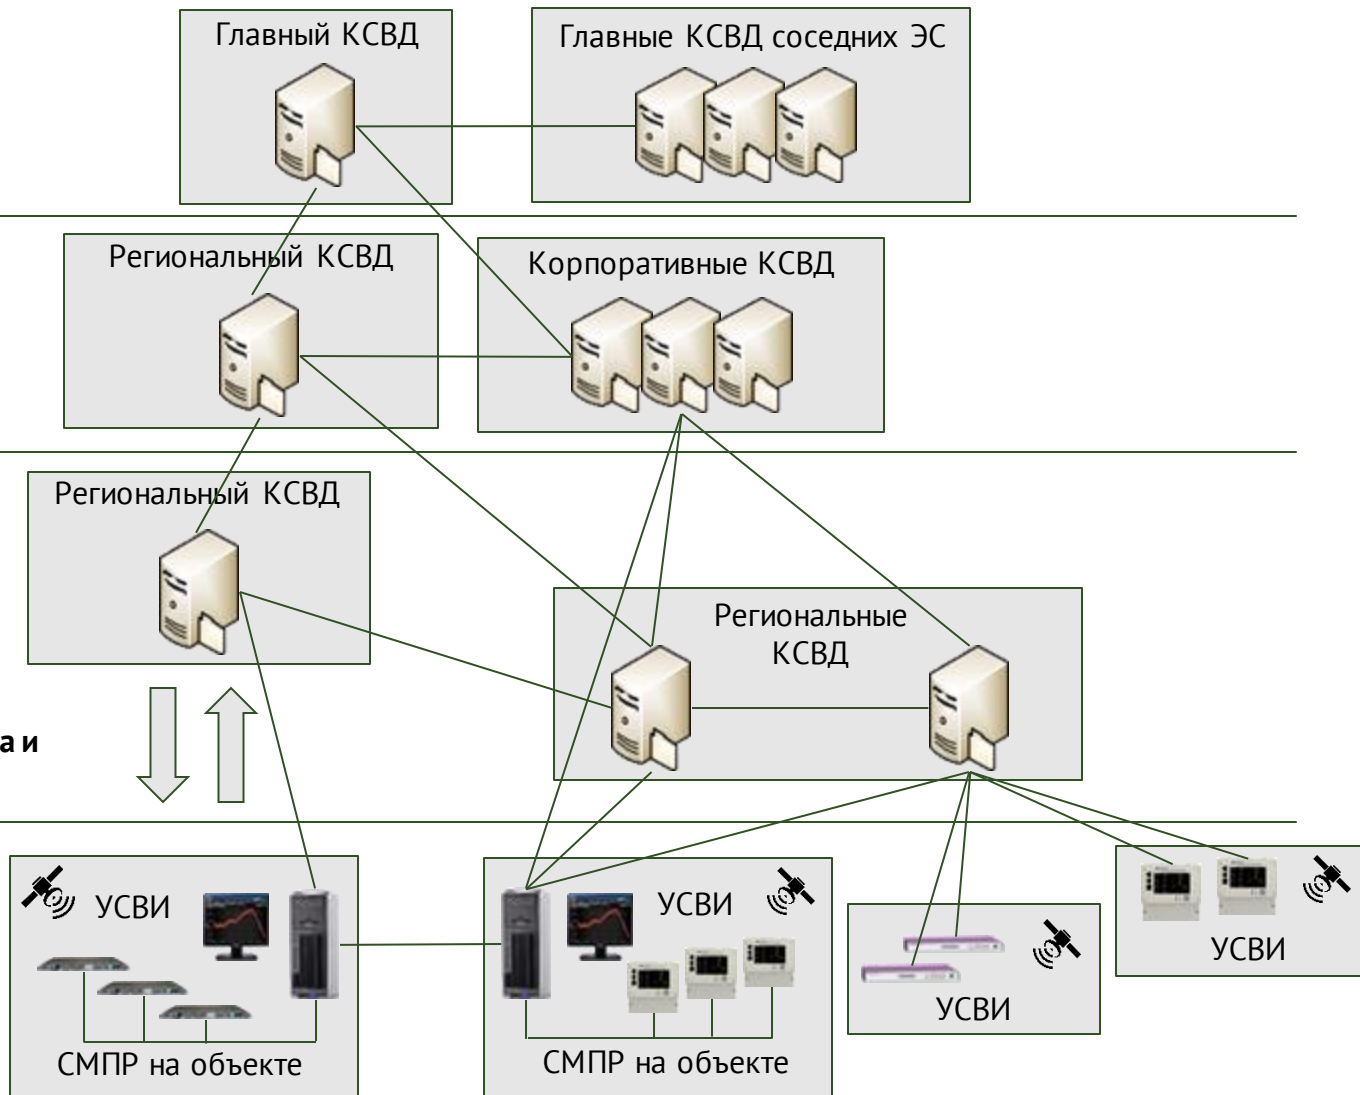 Главный КСВД
Главные КСВД соседних ЭС
Региональный КСВД
Корпоративные КСВД
Региональный КСВД
Региональные
КСВД
а и
УСВИ
УСВИ
УСВИ
УСВИ
СМПР на объекте
СМПР на объекте